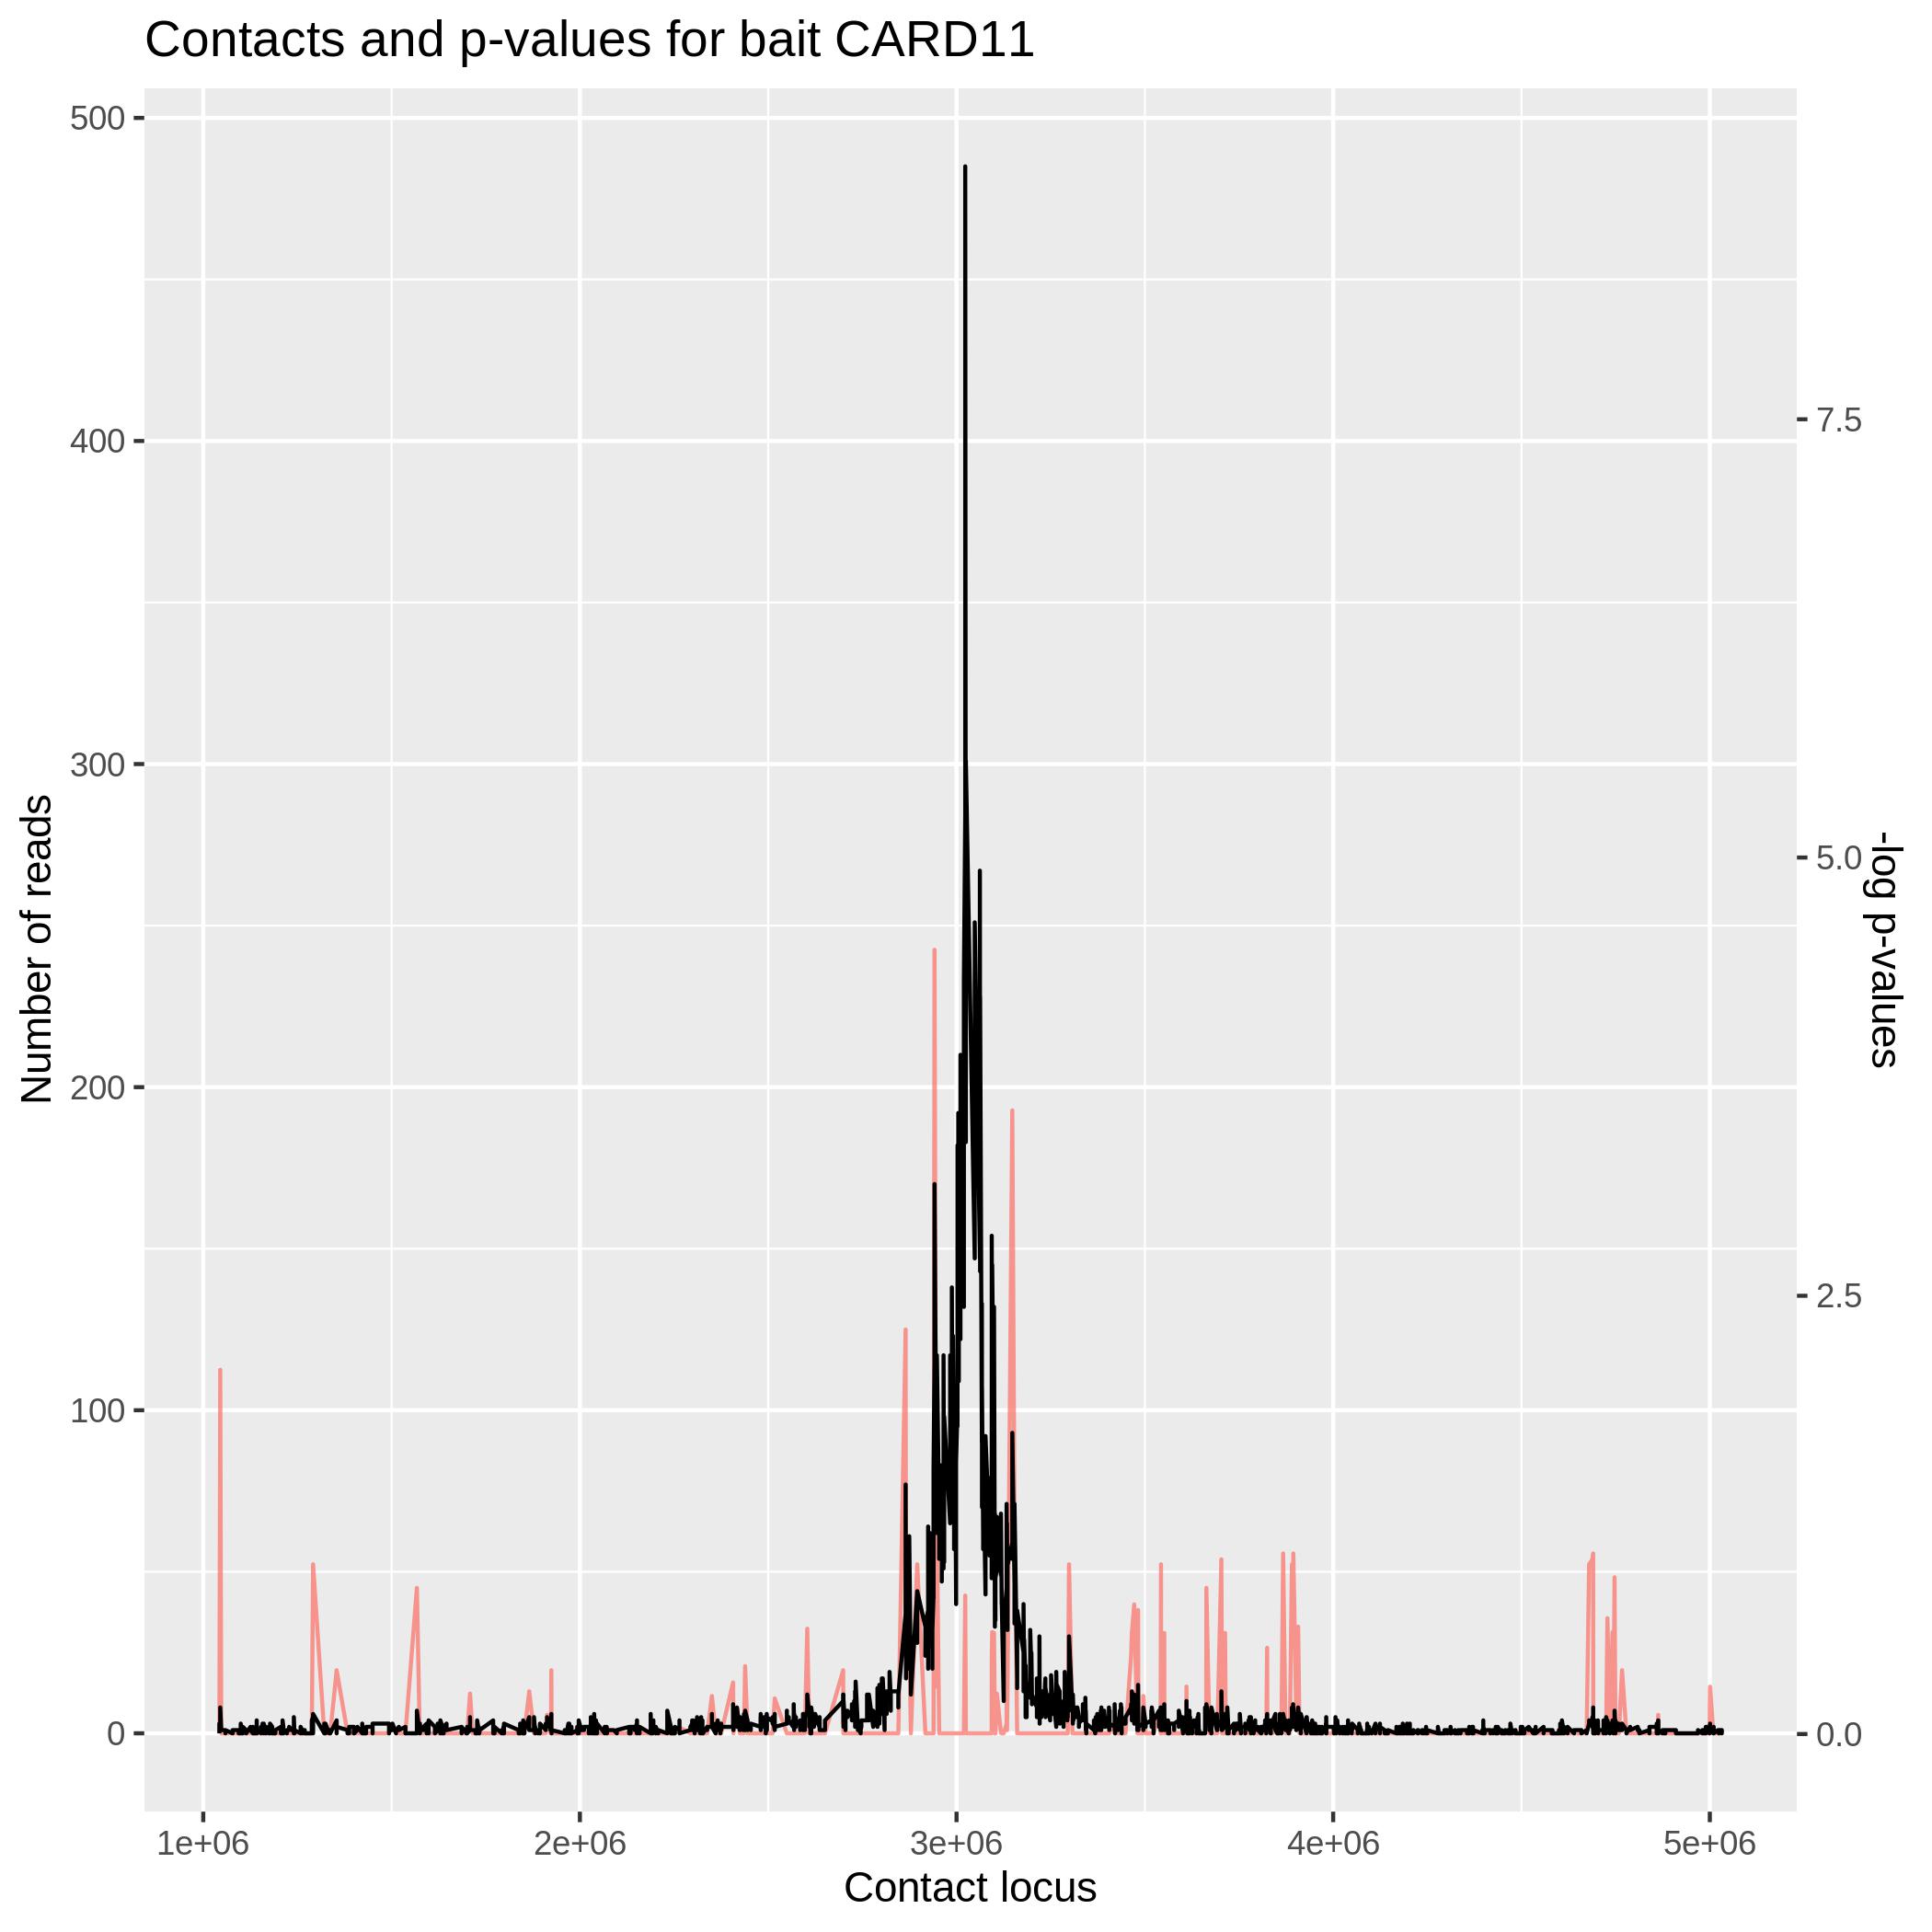 Contacts and p-values for bait CARD11
500
400
300
200
100
0
Number of reads
7.5
5.0
2.5
0.0
-log p-values
1e+06 2e+06 3e+06 4e+06 5e+06
Contact locus